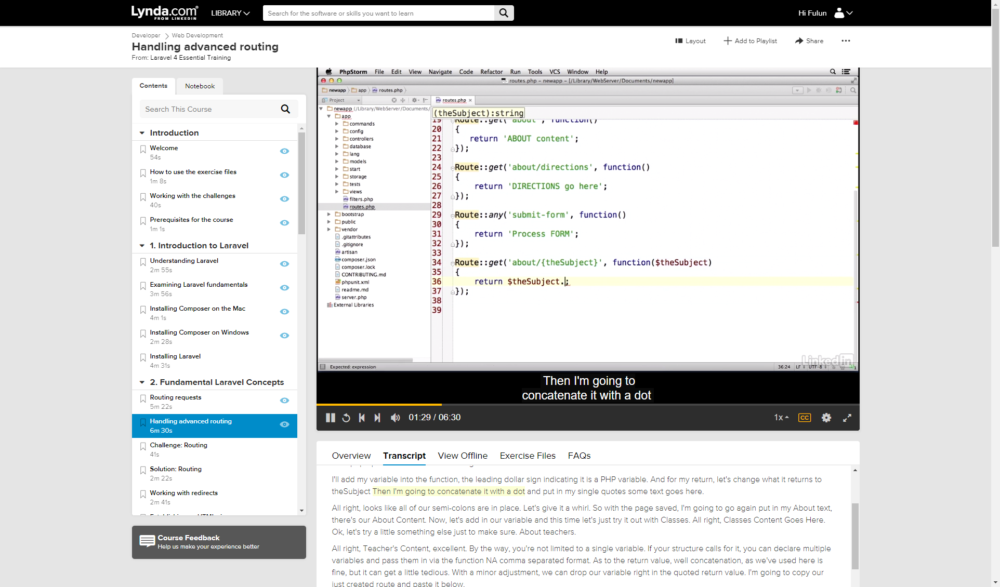 Lynda.com
FROM LINKEDIN
LIBRARY
Search for the software or skills you want to learn
Hi Fulun
Developer
Web Development
Handling advanced routing
From: Laravel 4 Essential Training
Layout
Add to Playlist
Share
Contents
Notebook
Search This Course
Introduction
Welcome
54s
How to use the exercise files
1m 8s
Working with the challenges
40s
Prerequisites for the course
1m 1s
1. Introduction to Laravel
Understanding Laravel
2m 55s
Examining Laravel fundamentals
3m 56s
Installing Composer on the Mac
4m 1s
Installing Composer on Windows
2m 28s
Installing Laravel
4m 31s
2. Fundamental Laravel Concepts
Routing requests
5m 22s
Handling advanced routing
6m 30s
Challenge: Routing
41s
Solution: Routing
2m 22s
Working with redirects
2m 41s
Course Feedback
Help us make your experience better
PhpStorm File Edit View Navigate Code Refactor Run Tools VCS Window Help
routes.php - newapp - [/Library/WebServer/Documents/newapp]
newapp app routes.php
Project
routes.php
newapp (/Library/WebServer/Documents/
app
commands
config
controllers
database
lang
models
start
storage
tests
views
filters.php
routes.php
bootstrap
public
vendor
.gitattributes
.gitignore
artisan
composer.json
composer.lock
CONTRIBUTING.md
phpunit.xml
readme.md
server.php
External Libraries
(theSubject):string
19 Route::get('about', function()
20 {
21 return 'ABOUT content';
22 });
23
24 Route::get('about/directions', function()
25 {
26 return 'DIRECTIONS go here';
27 });
28
29 Route::any('submit-form', function()
30 {
31 return 'Process FORM';
32 });
33
34 Route::get('about/{theSubject}', function($theSubject)
35 {
36 return $theSubject.;
37 });
38
39
Linked in
Expected: expression
36:24 LF UTF-8
Then I'm going to
concatenate it with a dot
01:29 / 06:30
1x
CC
Overview
Transcript
View Offline
Exercise Files
FAQs
I'll add my variable into the function, the leading dollar sign indicating it is a PHP variable. And for my return, let's change what it returns to
theSubject Then I'm going to concatenate it with a dot and put in my single quotes some text goes here.
All right, looks like all of our semi-colons are in place. Let's give it a whirl. So with the page saved, I'm going to go again put in my About text,
there's our About Content. Now, let's add in our variable and this time let's just try it out with Classes. All right, Classes Content Goes Here.
Ok, let's try a little something else just to make sure. About teachers.
All right, Teacher's Content, excellent. By the way, you're not limited to a single variable. If your structure calls for it, you can declare multiple
variables and pass them in via the function NA comma separated format. As to the return value, well concatenation, as we've used here is
fine, but it can get a little tedious. With a minor adjustment, we can drop our variable right in the quoted return value. I'm going to copy our
just created route and paste it below.